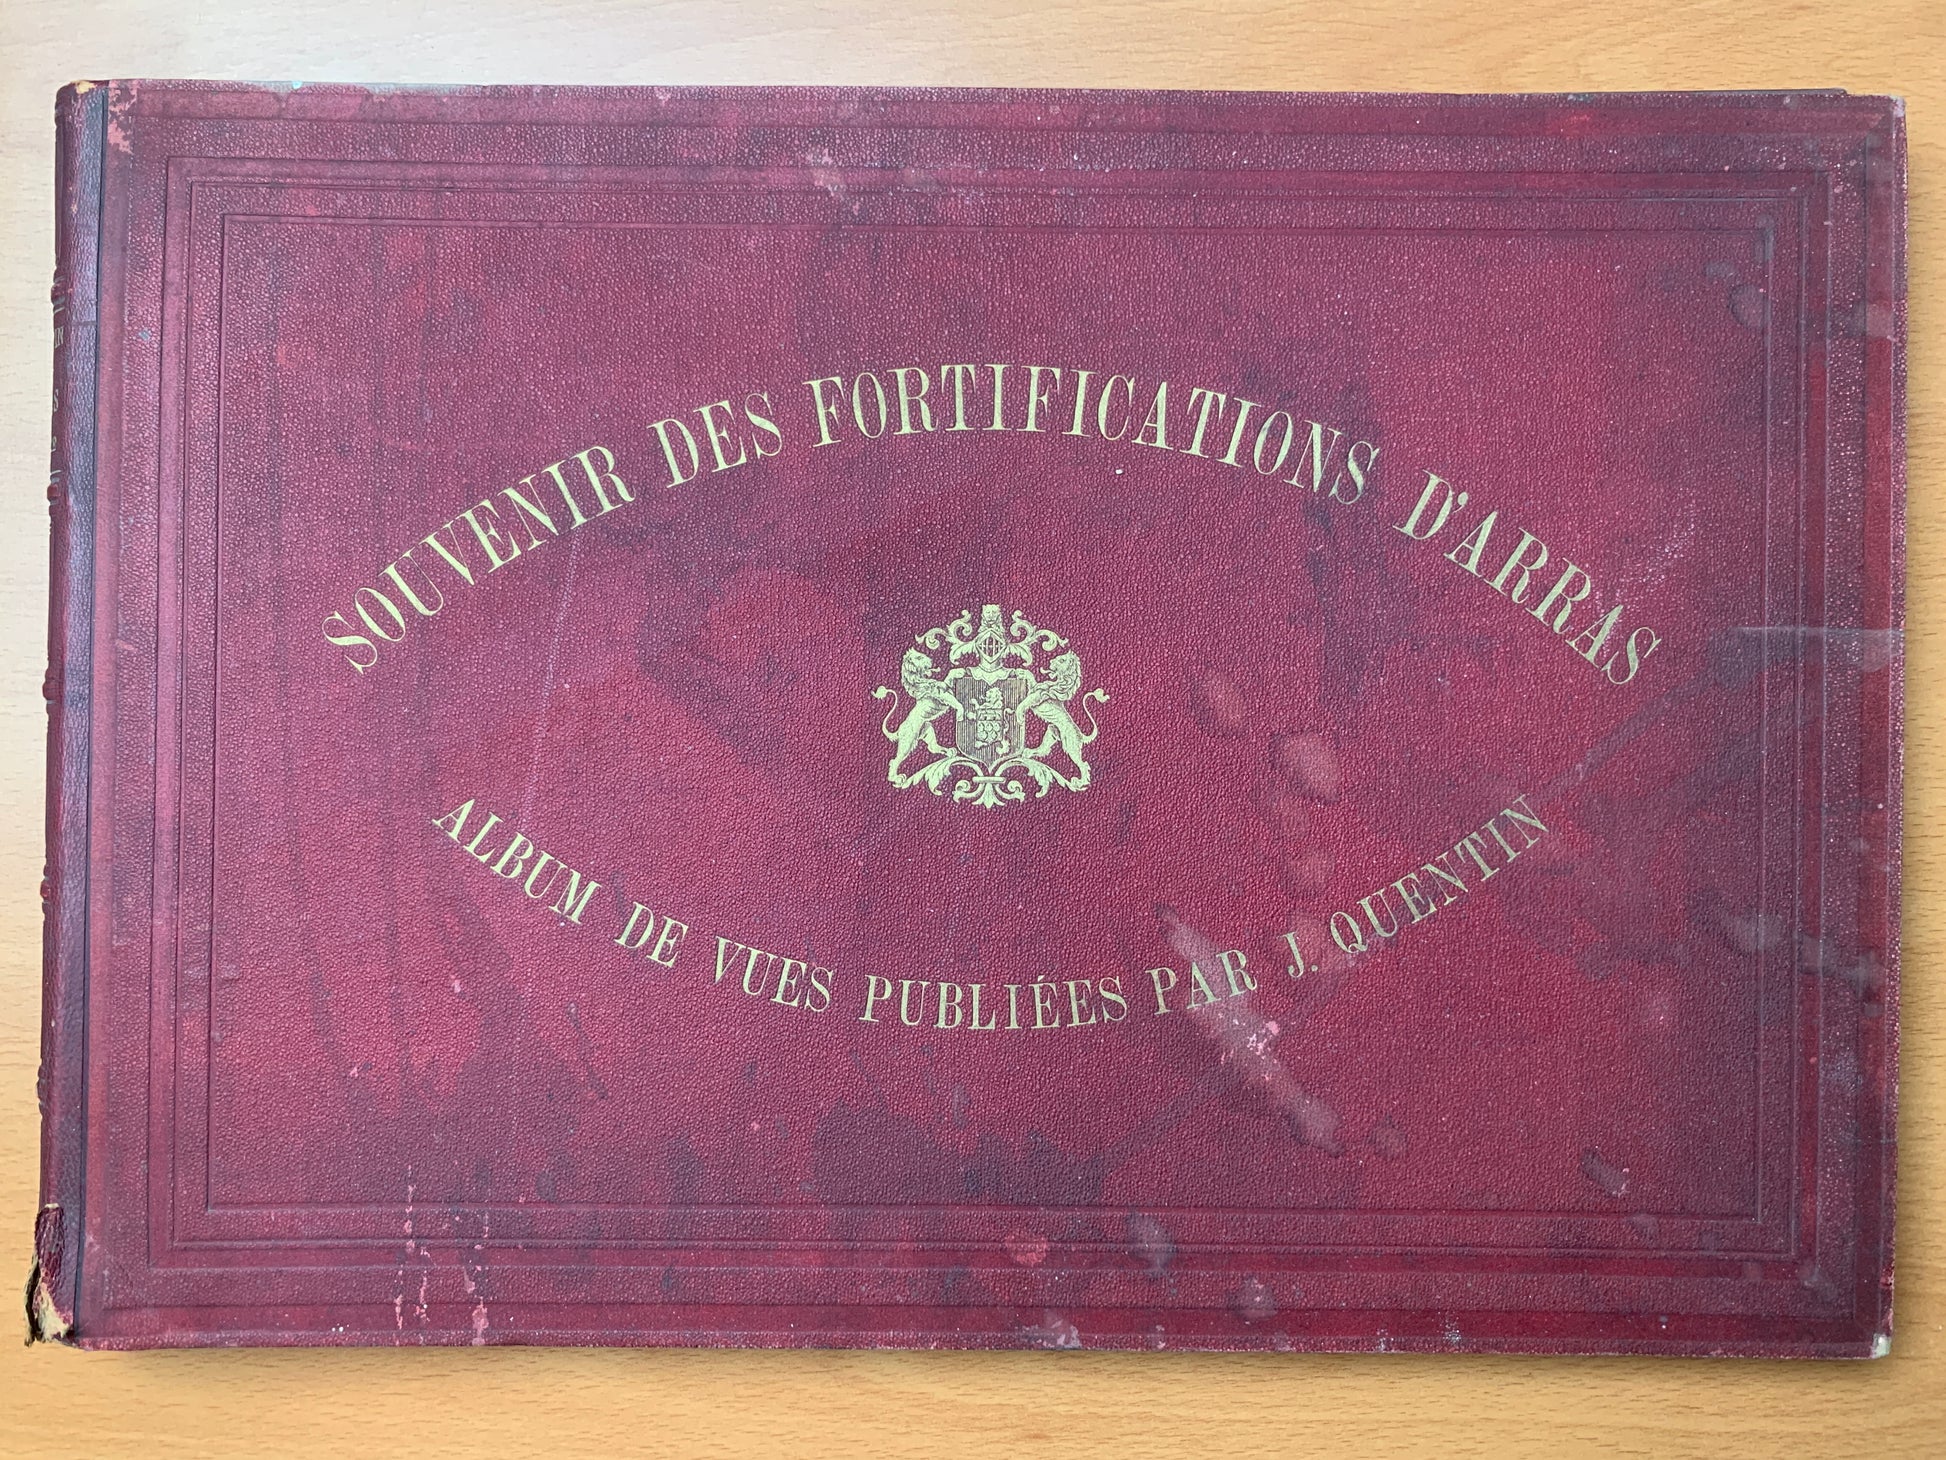 SOUVENIR DES FORTIFICATIONS D'ARRAS
ALBUM DE VUES PUBLIÉES PAR J. QUENTIN